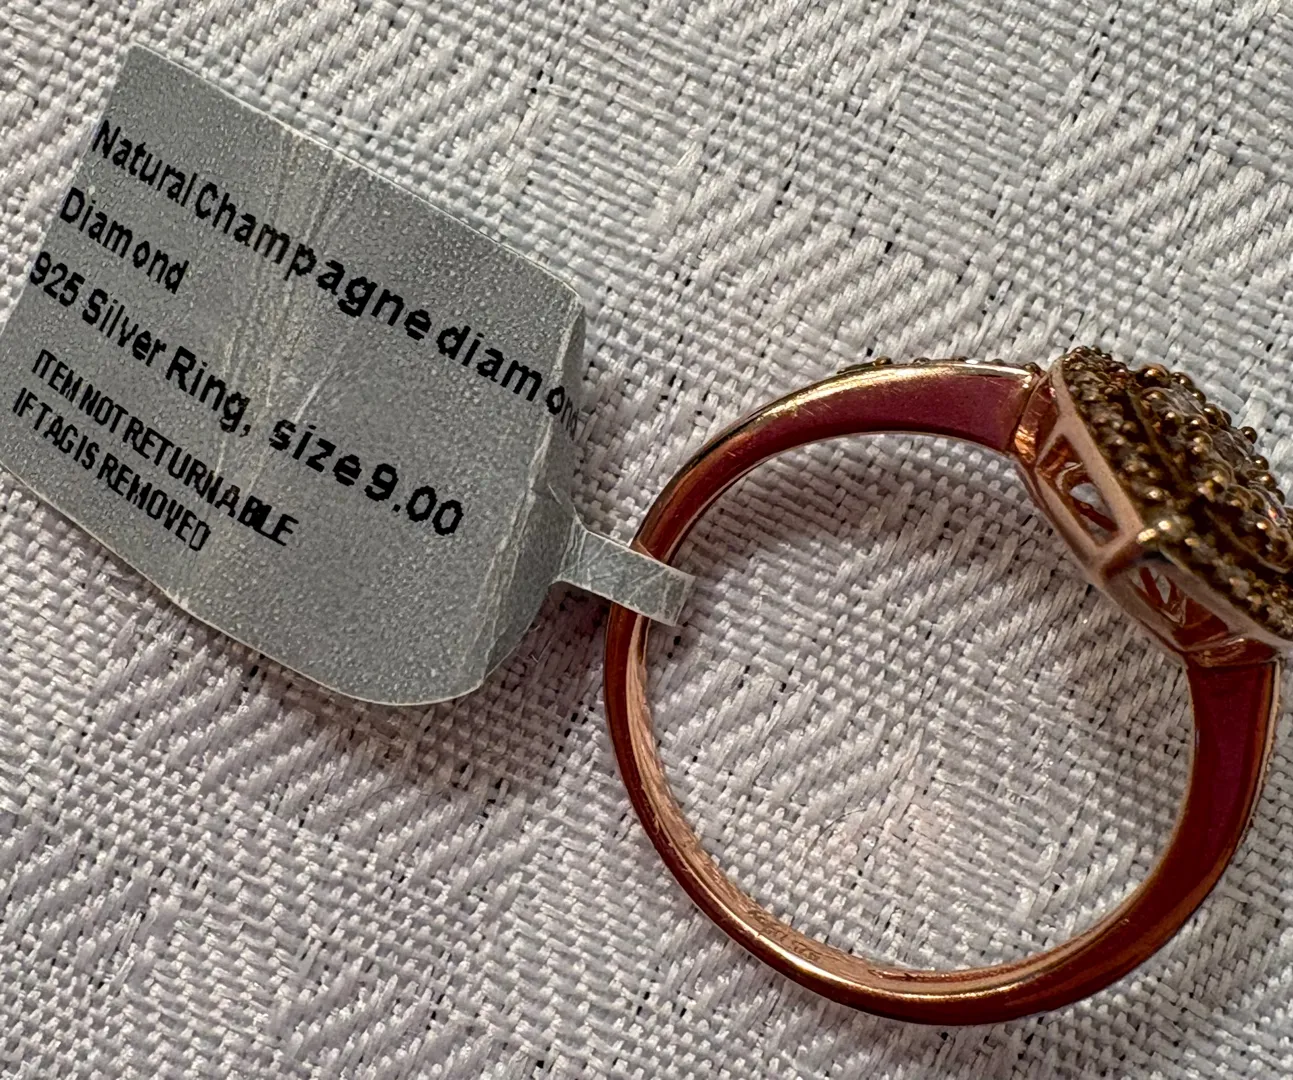 Natural Champagne diamond
Diamond
925 Silver Ring, size 9.00
ITEM NOT RETURNABLE
IF TAG IS REMOVED